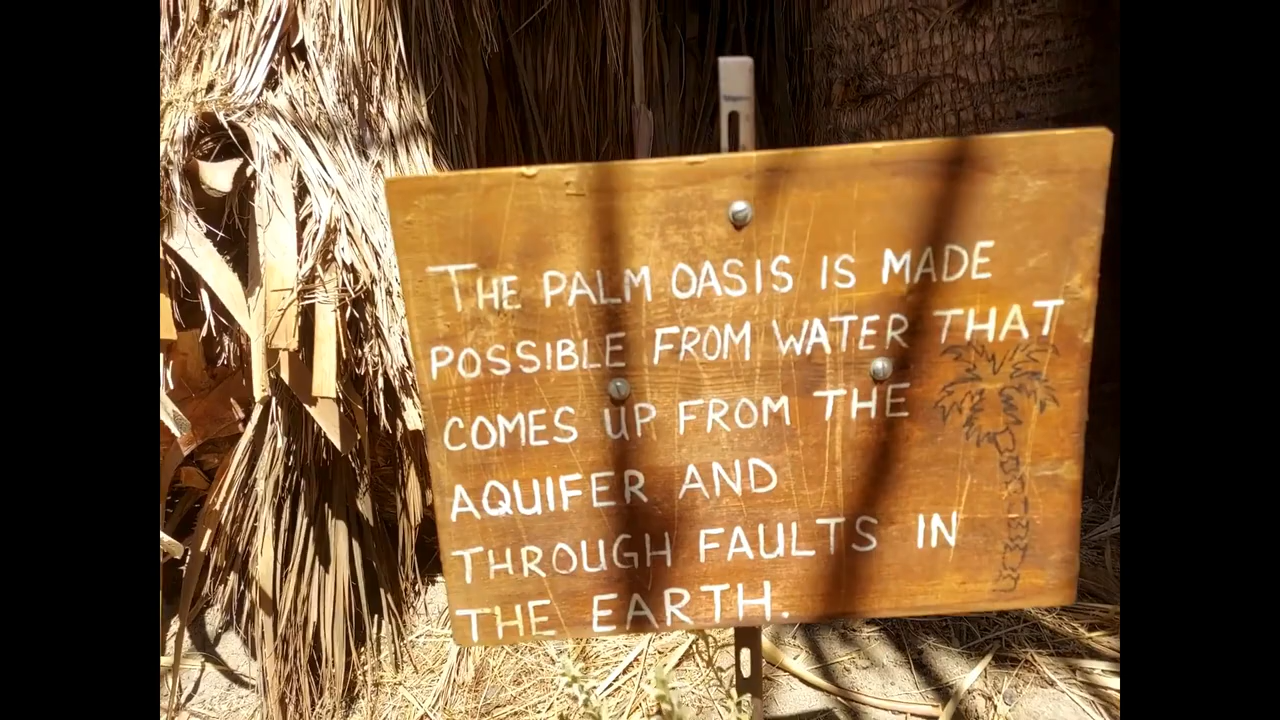 THE PALM OASIS IS MADE
POSSIBLE FROM WATER THAT
COMES UP FROM THE
AQUIFER AND
THROUGH FAULTS IN
THE EARTH.